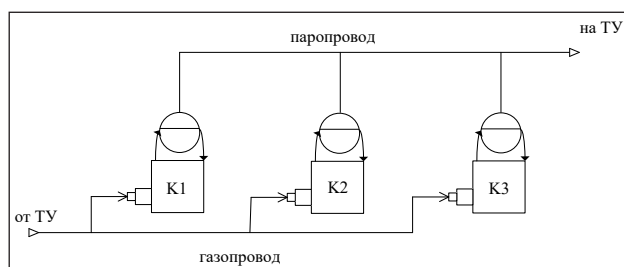 на ТУ
паропровод
К1
К2
К3
от ТУ
газопровод